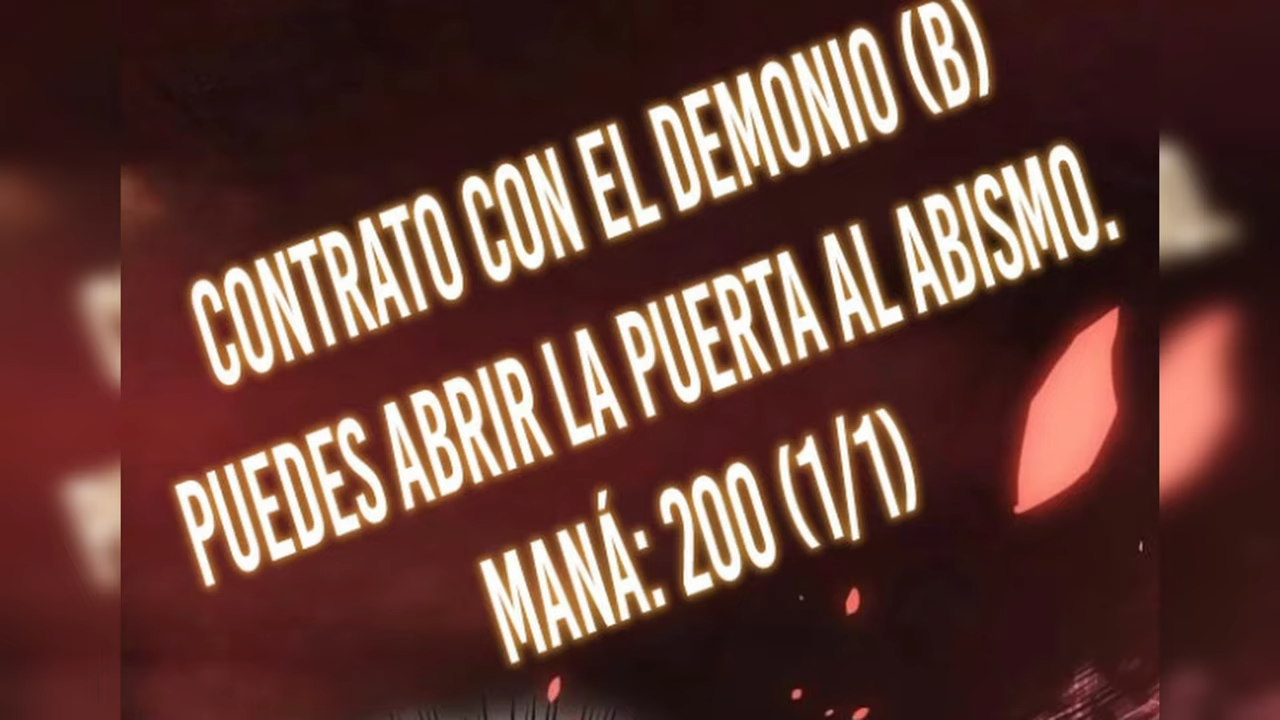 CONTRATO CON EL DEMONIO (B)
PUEDES ABRIR LA PUERTA AL ABISMO.
MANÁ: 200 (1/1)